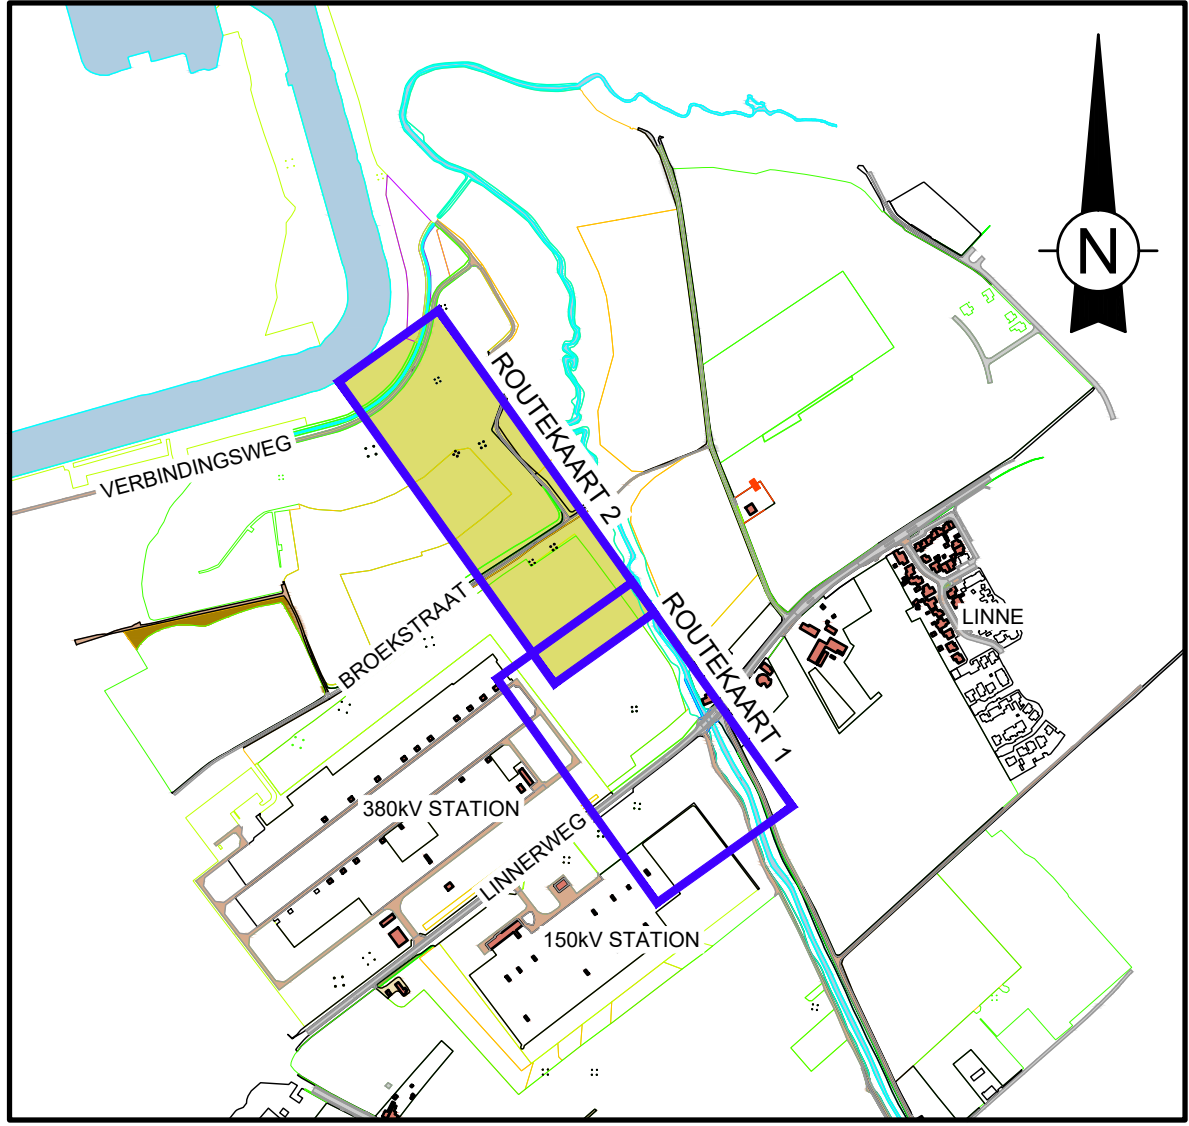 N
ROUTEKAART 2
VERBINDINGSWEG
BROEKSTRAAT
ROUTEKAART 1
LINNE
380kV STATION
LINNERWEG
150kV STATION